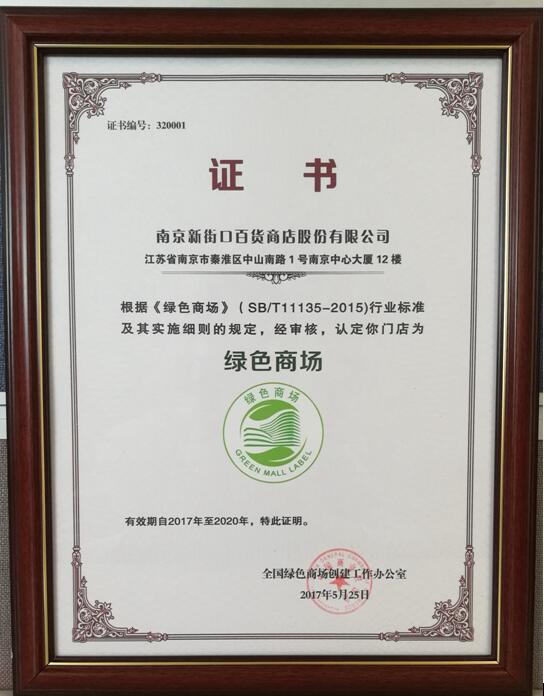 证书编号：320001
证 书
南京新街口百货商店股份有限公司
江苏省南京市秦淮区中山南路1号南京中心大厦12楼
根据《绿色商场》（SB/T11135-2015)行业标准
及其实施细则的规定，经审核，认定你门店为
绿色商场
绿色商场
GREEN MALL LABEL
有效期自2017年至2020年，特此证明。
全国绿色商场创建工作办公室
2017年5月25日